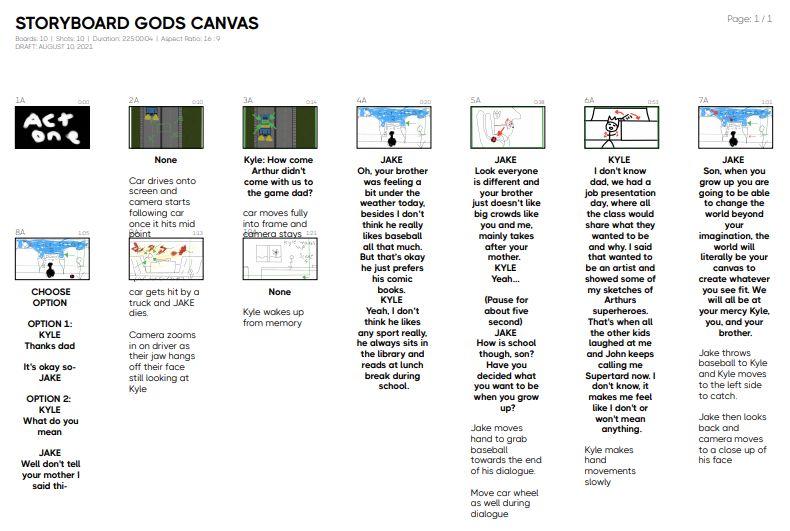 STORYBOARD GODS CANVAS
Page: 1 / 1
Boards: 10 | Shots: 10 | Duration: 225:00:04 | Aspect Ratio: 16 : 9
DRAFT: AUGUST 10, 2021
1A 0:00
Act
one
2A 0:10
None
Car drives onto
screen and
camera starts
following car
once it hits mid
point
3A 0:14
Kyle: How come
Arthur didn't
come with us to
the game dad?
car moves fully
into frame and
camera stays
4A 0:20
JAKE
Oh, your brother
was feeling a
bit under the
weather today,
besides I don't
think he really
likes baseball
all that much.
But that's okay
he just prefers
his comic
books.
KYLE
Yeah, I don't
think he likes
any sport really,
he always sits in
the library and
reads at lunch
break during
school.
5A 0:38
JAKE
Look everyone
is different and
your brother
just doesn't like
big crowds like
you and me,
mainly takes
after your
mother.
KYLE
Yeah...
(Pause for
about five
second)
JAKE
How is school
though, son?
Have you
decided what
you want to be
when you grow
up?
Jake moves
hand to grab
baseball
towards the end
of his dialogue.
Move car wheel
as well during
dialogue
6A 0:53
KYLE
I don't know
dad, we had a
job presentation
day, where all
the class would
share what they
wanted to be
and why. I said
that wanted to
be an artist and
showed some of
my sketches of
Arthurs
superheroes.
That's when all
the other kids
laughed at me
and John keeps
calling me
Supertard now. I
don't know, it
makes me feel
like I don't or
won't mean
anything.
Kyle makes
hand
movements
slowly
7A 1:01
JAKE
Son, when you
grow up you are
going to be able
to change the
world beyond
your
imagination, the
world will
literally be your
canvas to
create whatever
you see fit. We
will all be at
your mercy Kyle,
you, and your
brother.
Jake throws
baseball to Kyle
and Kyle moves
to the left side
to catch.
Jake then looks
back and
camera moves
to a close up of
his face
8A 1:05
CHOOSE
OPTION
OPTION 1:
KYLE
Thanks dad
It's okay so-
JAKE
OPTION 2:
KYLE
What do you
mean
JAKE
Well don't tell
your mother I
said thi-
1:13
car gets hit by a
truck and JAKE
dies.
Camera zooms
in on driver as
their jaw hangs
off their face
still looking at
Kyle
1:21
None
Kyle wakes up
from memory